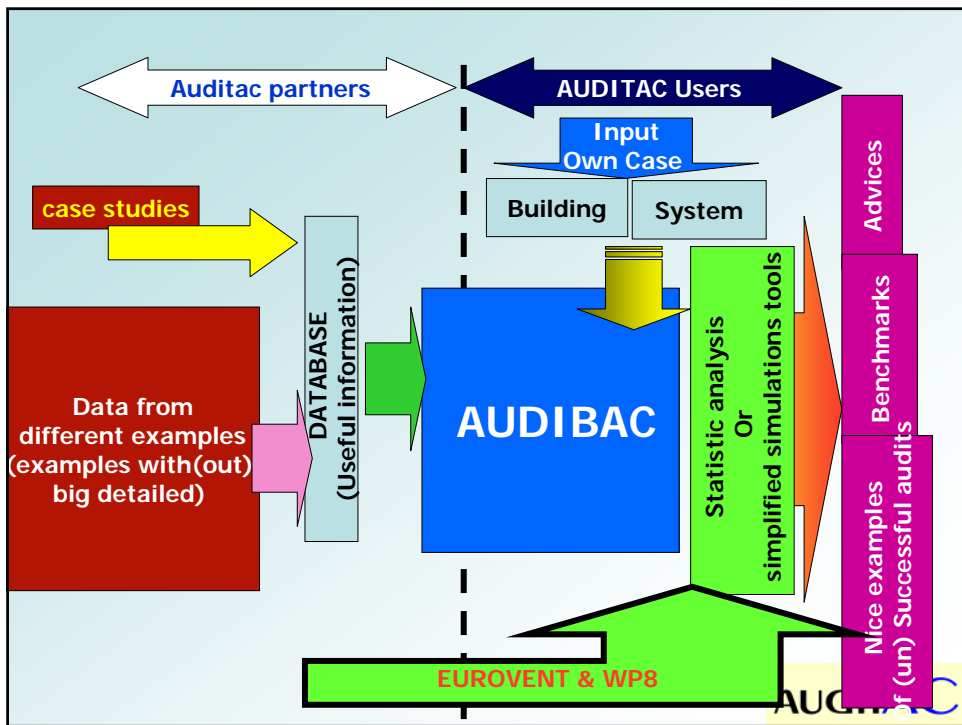 Auditac partners
AUDITAC Users
Input
Own Case
case studies
Building
System
DATABASE
(Useful information)
Data from
different examples
(examples with(out)
big detailed)
AUDIBAC
Statistic analysis
Or
simplified simulations tools
Advices
Benchmarks
Nice examples
Of (un) Successful audits
EUROVENT & WP8